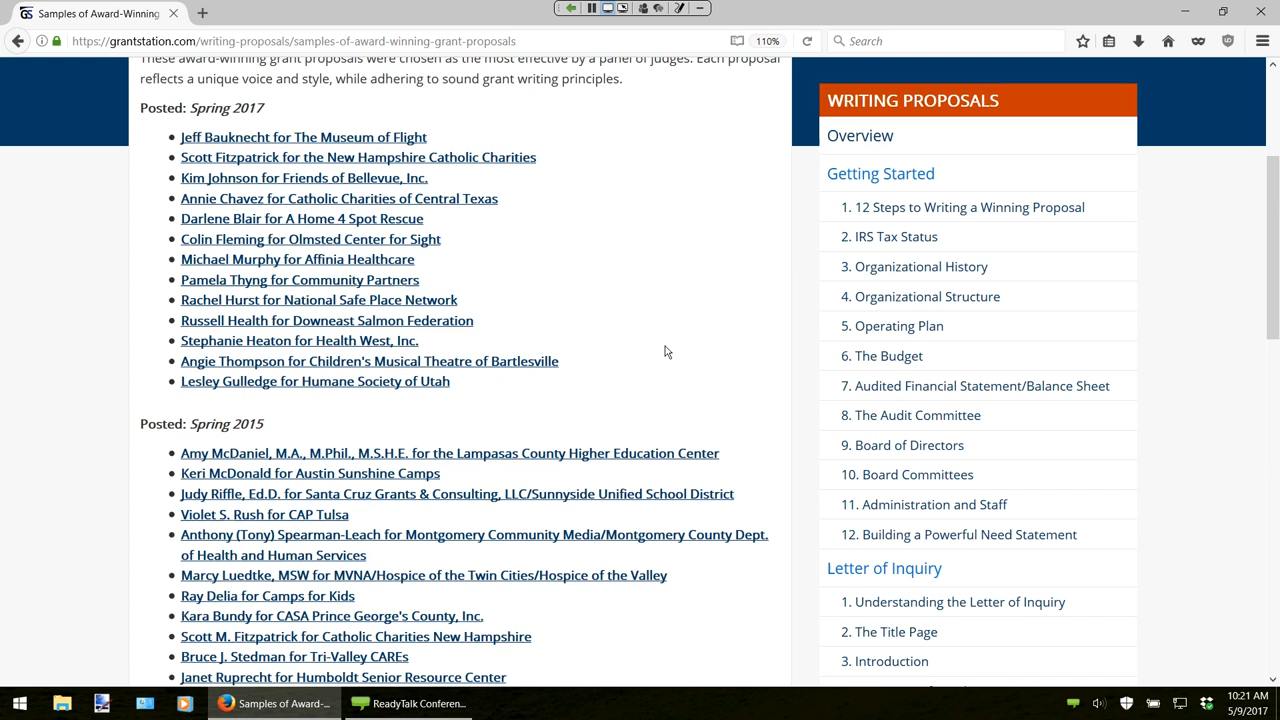 Samples of Award-Winning
https://grantstation.com/writing-proposals/samples-of-award-winning-grant-proposals
110%
Search
These award-winning grant proposals were chosen as the most effective by a panel of judges. Each proposal
reflects a unique voice and style, while adhering to sound grant writing principles.
Posted: Spring 2017
Jeff Bauknecht for The Museum of Flight
Scott Fitzpatrick for the New Hampshire Catholic Charities
Kim Johnson for Friends of Bellevue, Inc.
Annie Chavez for Catholic Charities of Central Texas
Darlene Blair for A Home 4 Spot Rescue
Colin Fleming for Olmsted Center for Sight
Michael Murphy for Affinia Healthcare
Pamela Thyng for Community Partners
Rachel Hurst for National Safe Place Network
Russell Health for Downeast Salmon Federation
Stephanie Heaton for Health West, Inc.
Angie Thompson for Children's Musical Theatre of Bartlesville
Lesley Gulledge for Humane Society of Utah
Posted: Spring 2015
Amy McDaniel, M.A., M.Phil., M.S.H.E. for the Lampasas County Higher Education Center
Keri McDonald for Austin Sunshine Camps
Judy Riffle, Ed.D. for Santa Cruz Grants & Consulting, LLC/Sunnyside Unified School District
Violet S. Rush for CAP Tulsa
Anthony (Tony) Spearman-Leach for Montgomery Community Media/Montgomery County Dept.
of Health and Human Services
Marcy Luedtke, MSW for MVNA/Hospice of the Twin Cities/Hospice of the Valley
Ray Delia for Camps for Kids
Kara Bundy for CASA Prince George's County, Inc.
Scott M. Fitzpatrick for Catholic Charities New Hampshire
Bruce J. Stedman for Tri-Valley CAREs
Janet Ruprecht for Humboldt Senior Resource Center
WRITING PROPOSALS
Overview
Getting Started
1. 12 Steps to Writing a Winning Proposal
2. IRS Tax Status
3. Organizational History
4. Organizational Structure
5. Operating Plan
6. The Budget
7. Audited Financial Statement/Balance Sheet
8. The Audit Committee
9. Board of Directors
10. Board Committees
11. Administration and Staff
12. Building a Powerful Need Statement
Letter of Inquiry
1. Understanding the Letter of Inquiry
2. The Title Page
3. Introduction
Samples of Award-...
ReadyTalk Conferen...
10:21 AM
5/9/2017